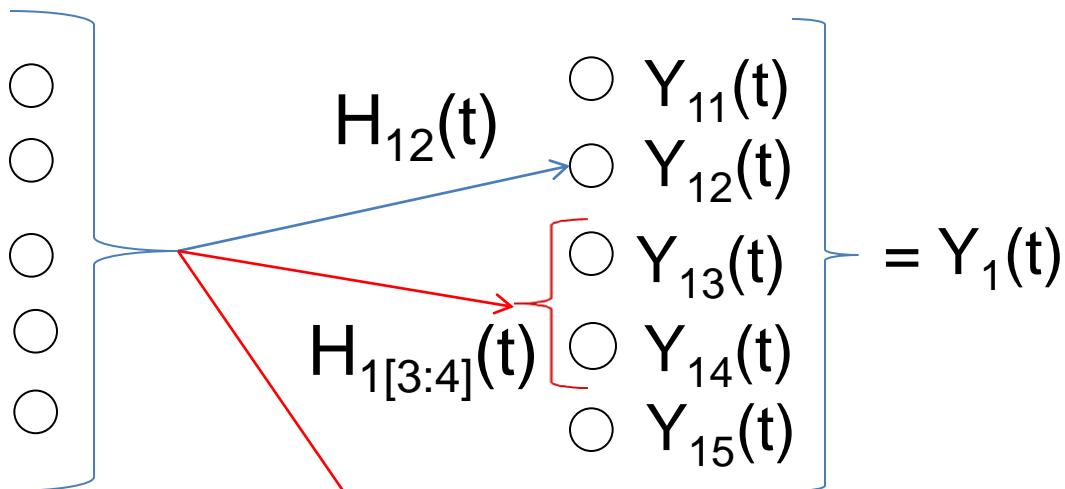 Y₁₁(t)
H₁₂(t)
Y₁₂(t)
Y₁₃(t)
= Y₁(t)
H₁[₃:₄](t)
Y₁₄(t)
Y₁₅(t)